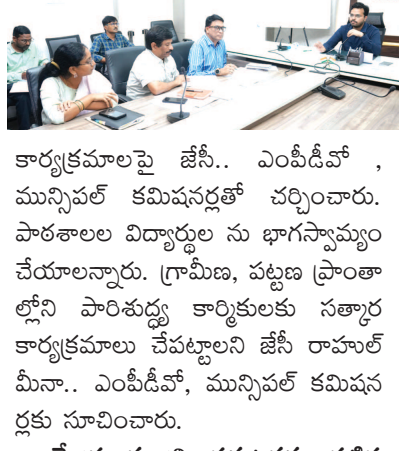 కార్యక్రమాలపై జేసీ.. ఎంపీడీవో ,
మున్సిపల్ కమిషనర్లతో చర్చించారు.
పాఠశాలల విద్యార్థుల ను భాగస్వామ్యం
చేయాలన్నారు. గ్రామీణ, పట్టణ ప్రాంతా
ల్లోని పారిశుద్ధ్య కార్మికులకు సత్కార
కార్యక్రమాలు చేపట్టాలని జేసీ రాహుల్
మీనా.. ఎంపీడీవో, మున్సిపల్ కమిషన
ర్లకు సూచించారు.